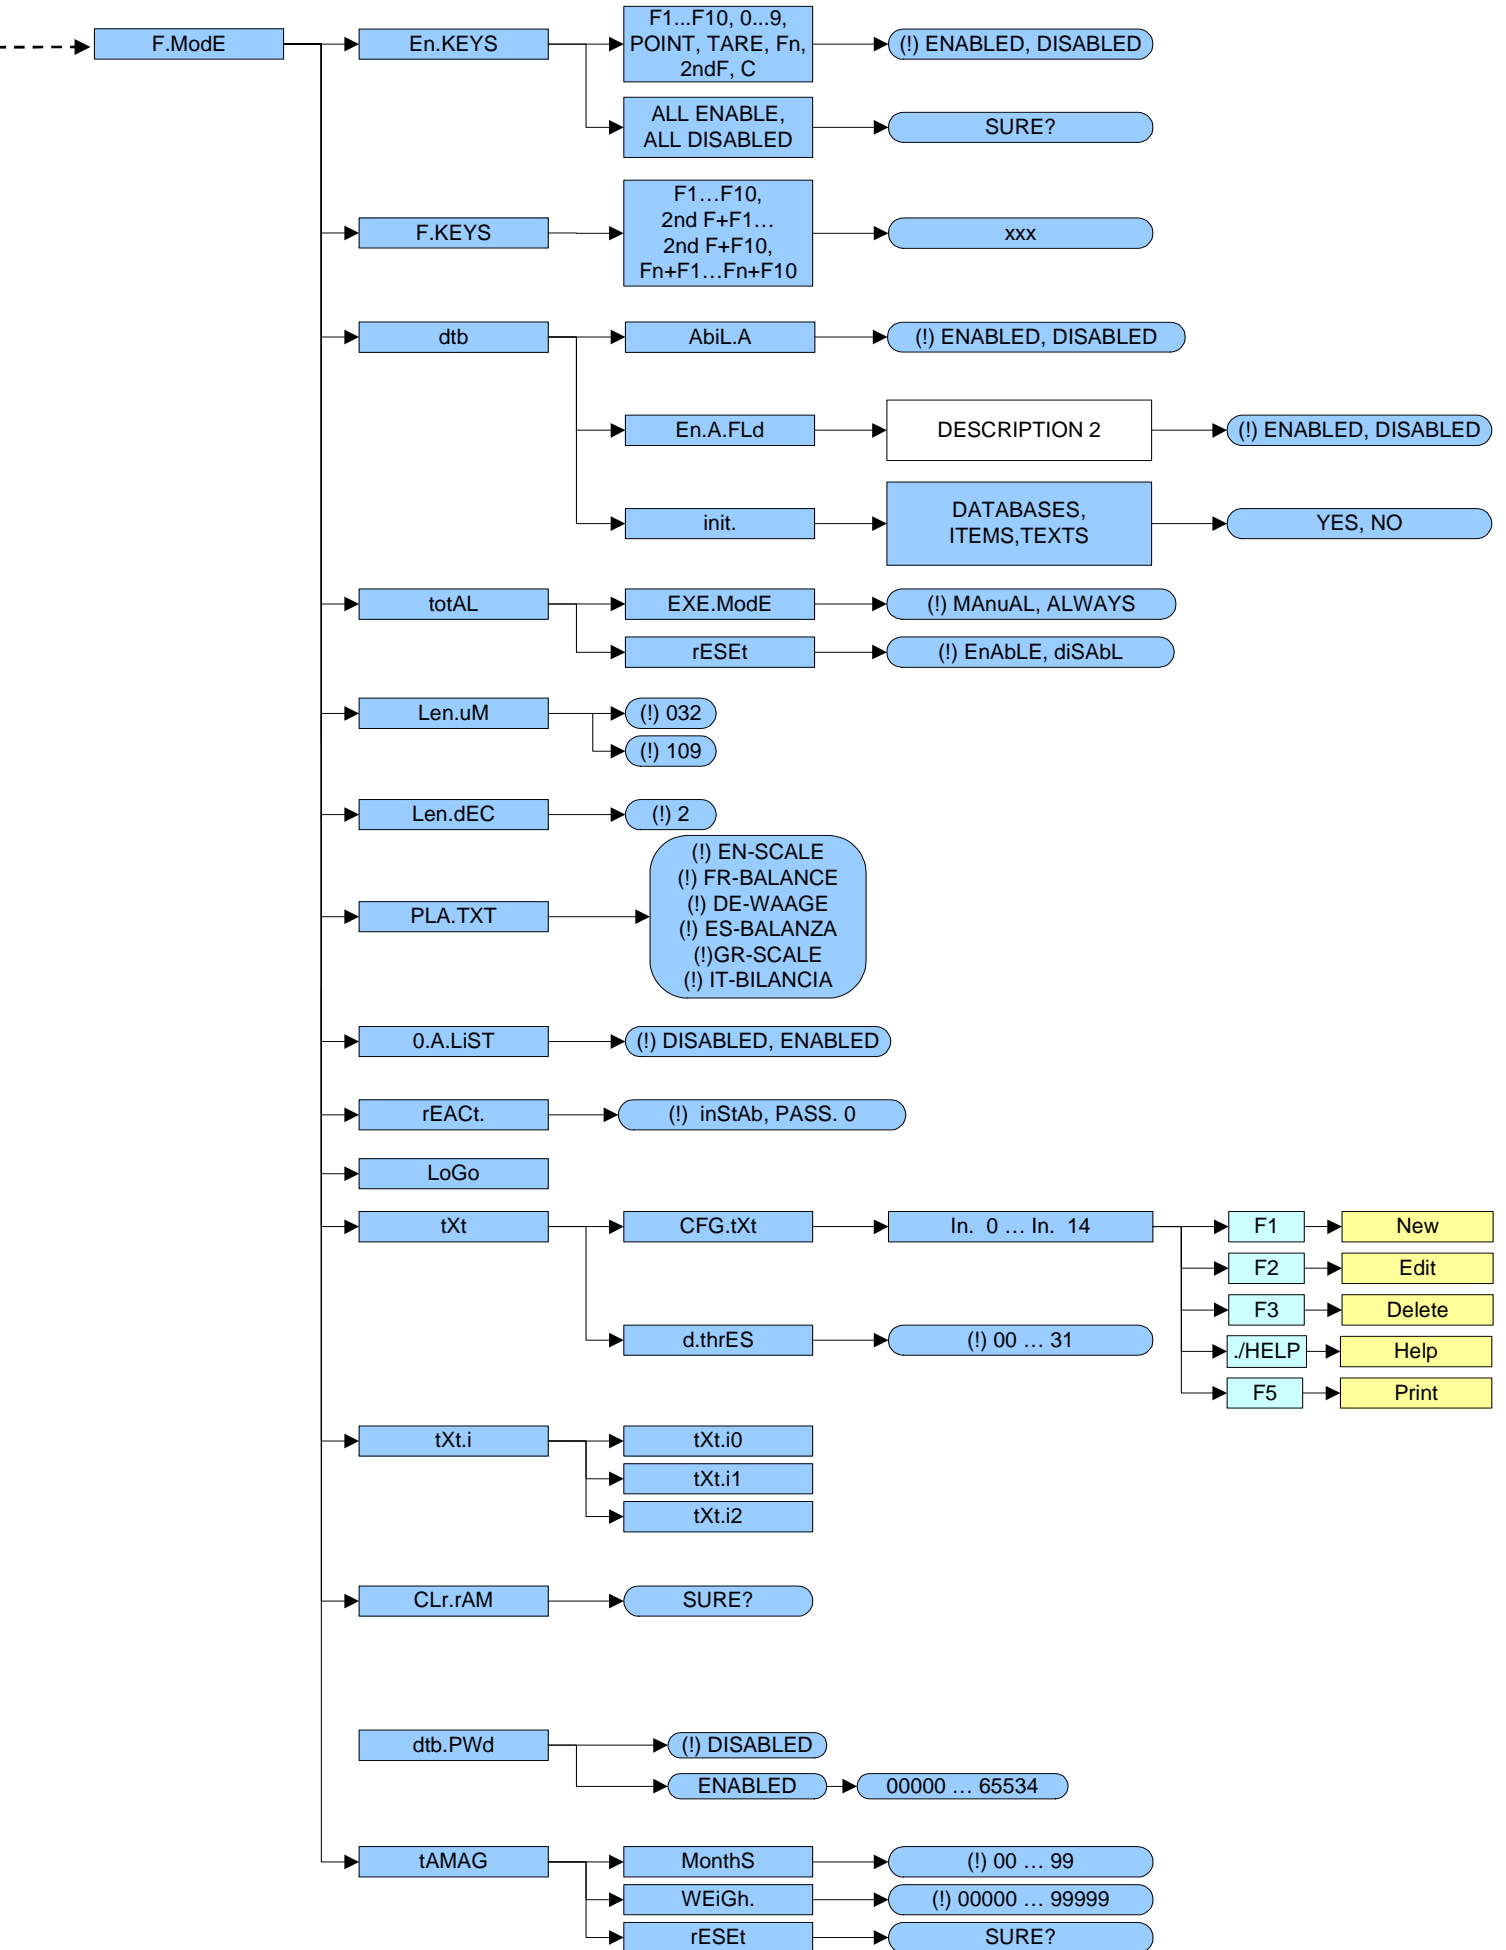 F.ModE
En.KEYS
F1...F10, 0...9,
POINT, TARE, Fn,
2ndF, C
(!) ENABLED, DISABLED
ALL ENABLE,
ALL DISABLED
SURE?
F.KEYS
F1…F10,
2nd F+F1…
2nd F+F10,
Fn+F1…Fn+F10
xxx
dtb
AbiL.A
(!) ENABLED, DISABLED
En.A.FLd
DESCRIPTION 2
(!) ENABLED, DISABLED
init.
DATABASES,
ITEMS,TEXTS
YES, NO
totAL
EXE.ModE
(!) MAnuAL, ALWAYS
rESEt
(!) EnAbLE, diSAbL
Len.uM
(!) 032
(!) 109
Len.dEC
(!) 2
PLA.TXT
(!) EN-SCALE
(!) FR-BALANCE
(!) DE-WAAGE
(!) ES-BALANZA
(!)GR-SCALE
(!) IT-BILANCIA
0.A.LiST
(!) DISABLED, ENABLED
rEACt.
(!) inStAb, PASS. 0
LoGo
tXt
CFG.tXt
In. 0 … In. 14
F1
New
F2
Edit
F3
Delete
./HELP
Help
F5
Print
d.thrES
(!) 00 … 31
tXt.i
tXt.i0
tXt.i1
tXt.i2
CLr.rAM
SURE?
dtb.PWd
(!) DISABLED
ENABLED
00000 … 65534
tAMAG
MonthS
(!) 00 … 99
WEiGh.
(!) 00000 … 99999
rESEt
SURE?